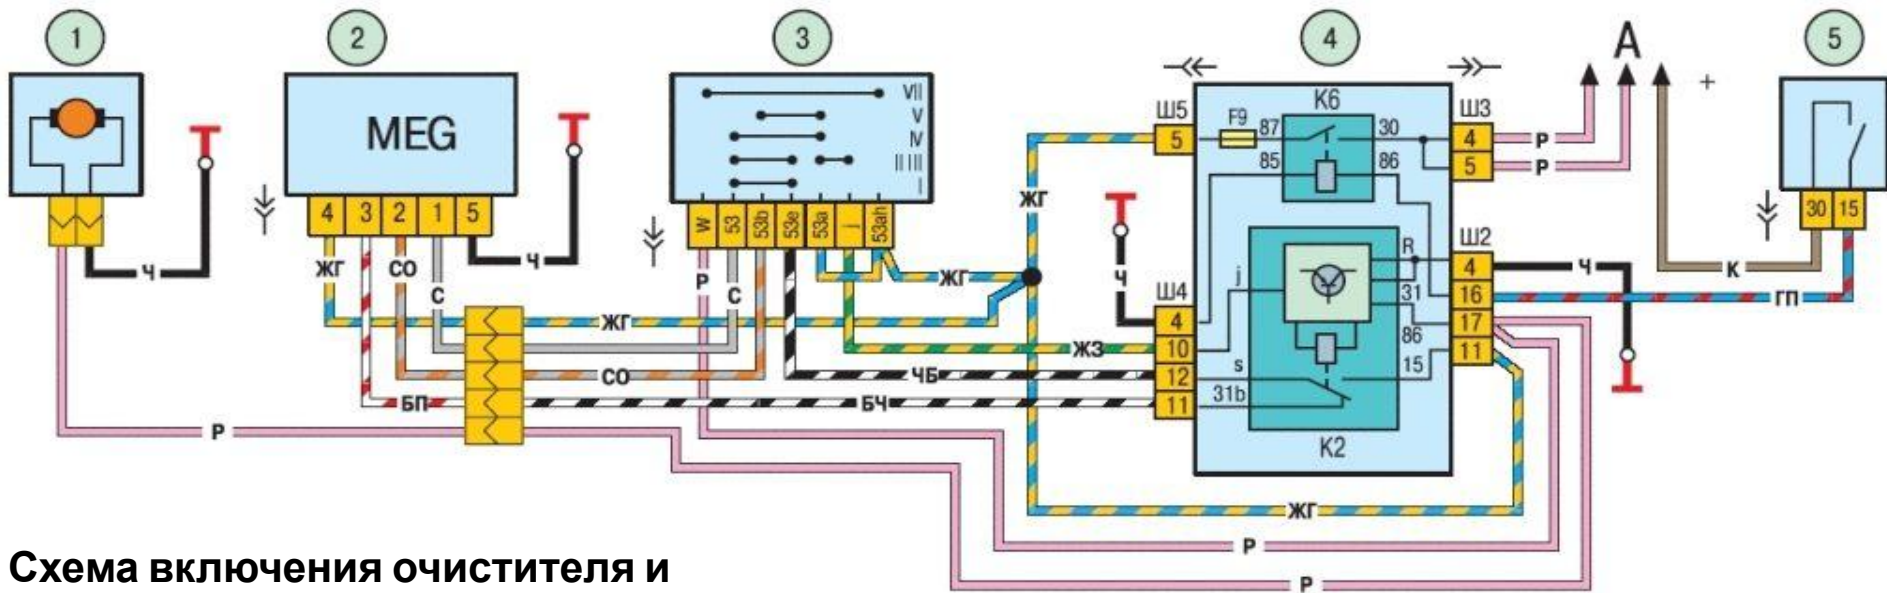 1 2 3 4 A 5
MEG
VII
V
IV
II III
I
4 3 2 1 5
W 53 53b 53e 53a j 53ah
Ш5
5
F9
87
K6
30
85
86
Ш3
4
5
Р
Р
+
30 15
Ч
Ч
ЖГ
СО
С
Р
С
ЖГ
ЖГ
Ч
Ш4
4
10
12
11
j
s
31b
R
31
86
15
K2
Ш2
4
16
17
11
Ч
К
ГП
ЖГ
ЖЗ
СО
ЧБ
БП
БЧ
Р
ЖГ
Р
Р
Схема включения очистителя и